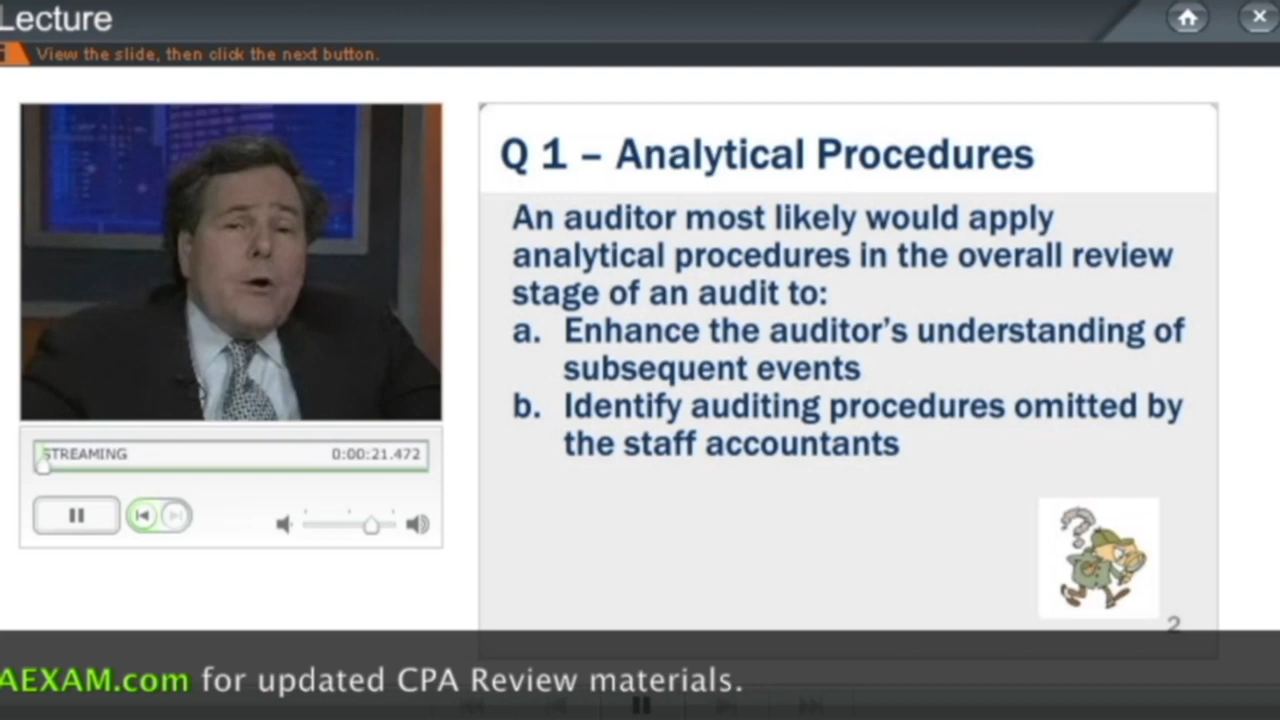 Lecture
View the slide, then click the next button.
Q 1 – Analytical Procedures
An auditor most likely would apply
analytical procedures in the overall review
stage of an audit to:
a. Enhance the auditor's understanding of
subsequent events
b. Identify auditing procedures omitted by
the staff accountants
STREAMING 0:00:21.472
2
AEXAM.com for updated CPA Review materials.